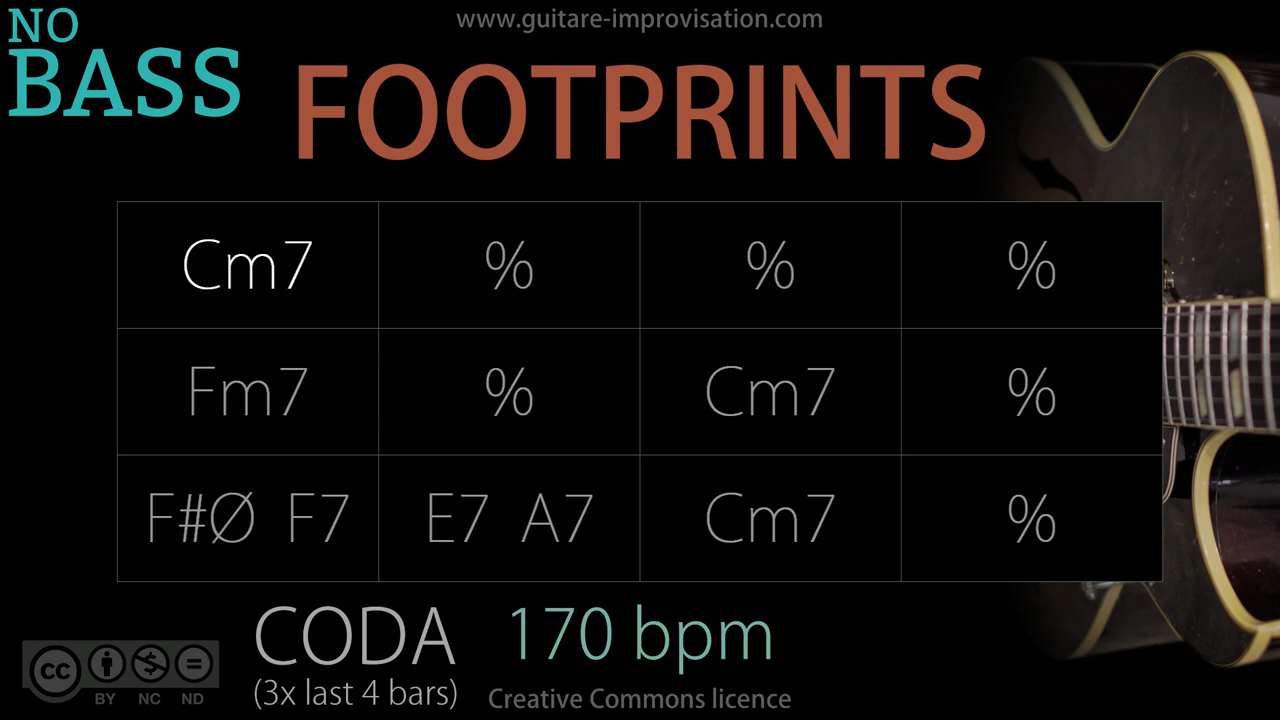 NO
BASS
www.guitare-improvisation.com
FOOTPRINTS
Cm7 % % %
Fm7 % Cm7 %
F#Ø F7 E7 A7 Cm7 %
CODA 170 bpm
(3x last 4 bars) Creative Commons licence
cc
BY NC ND